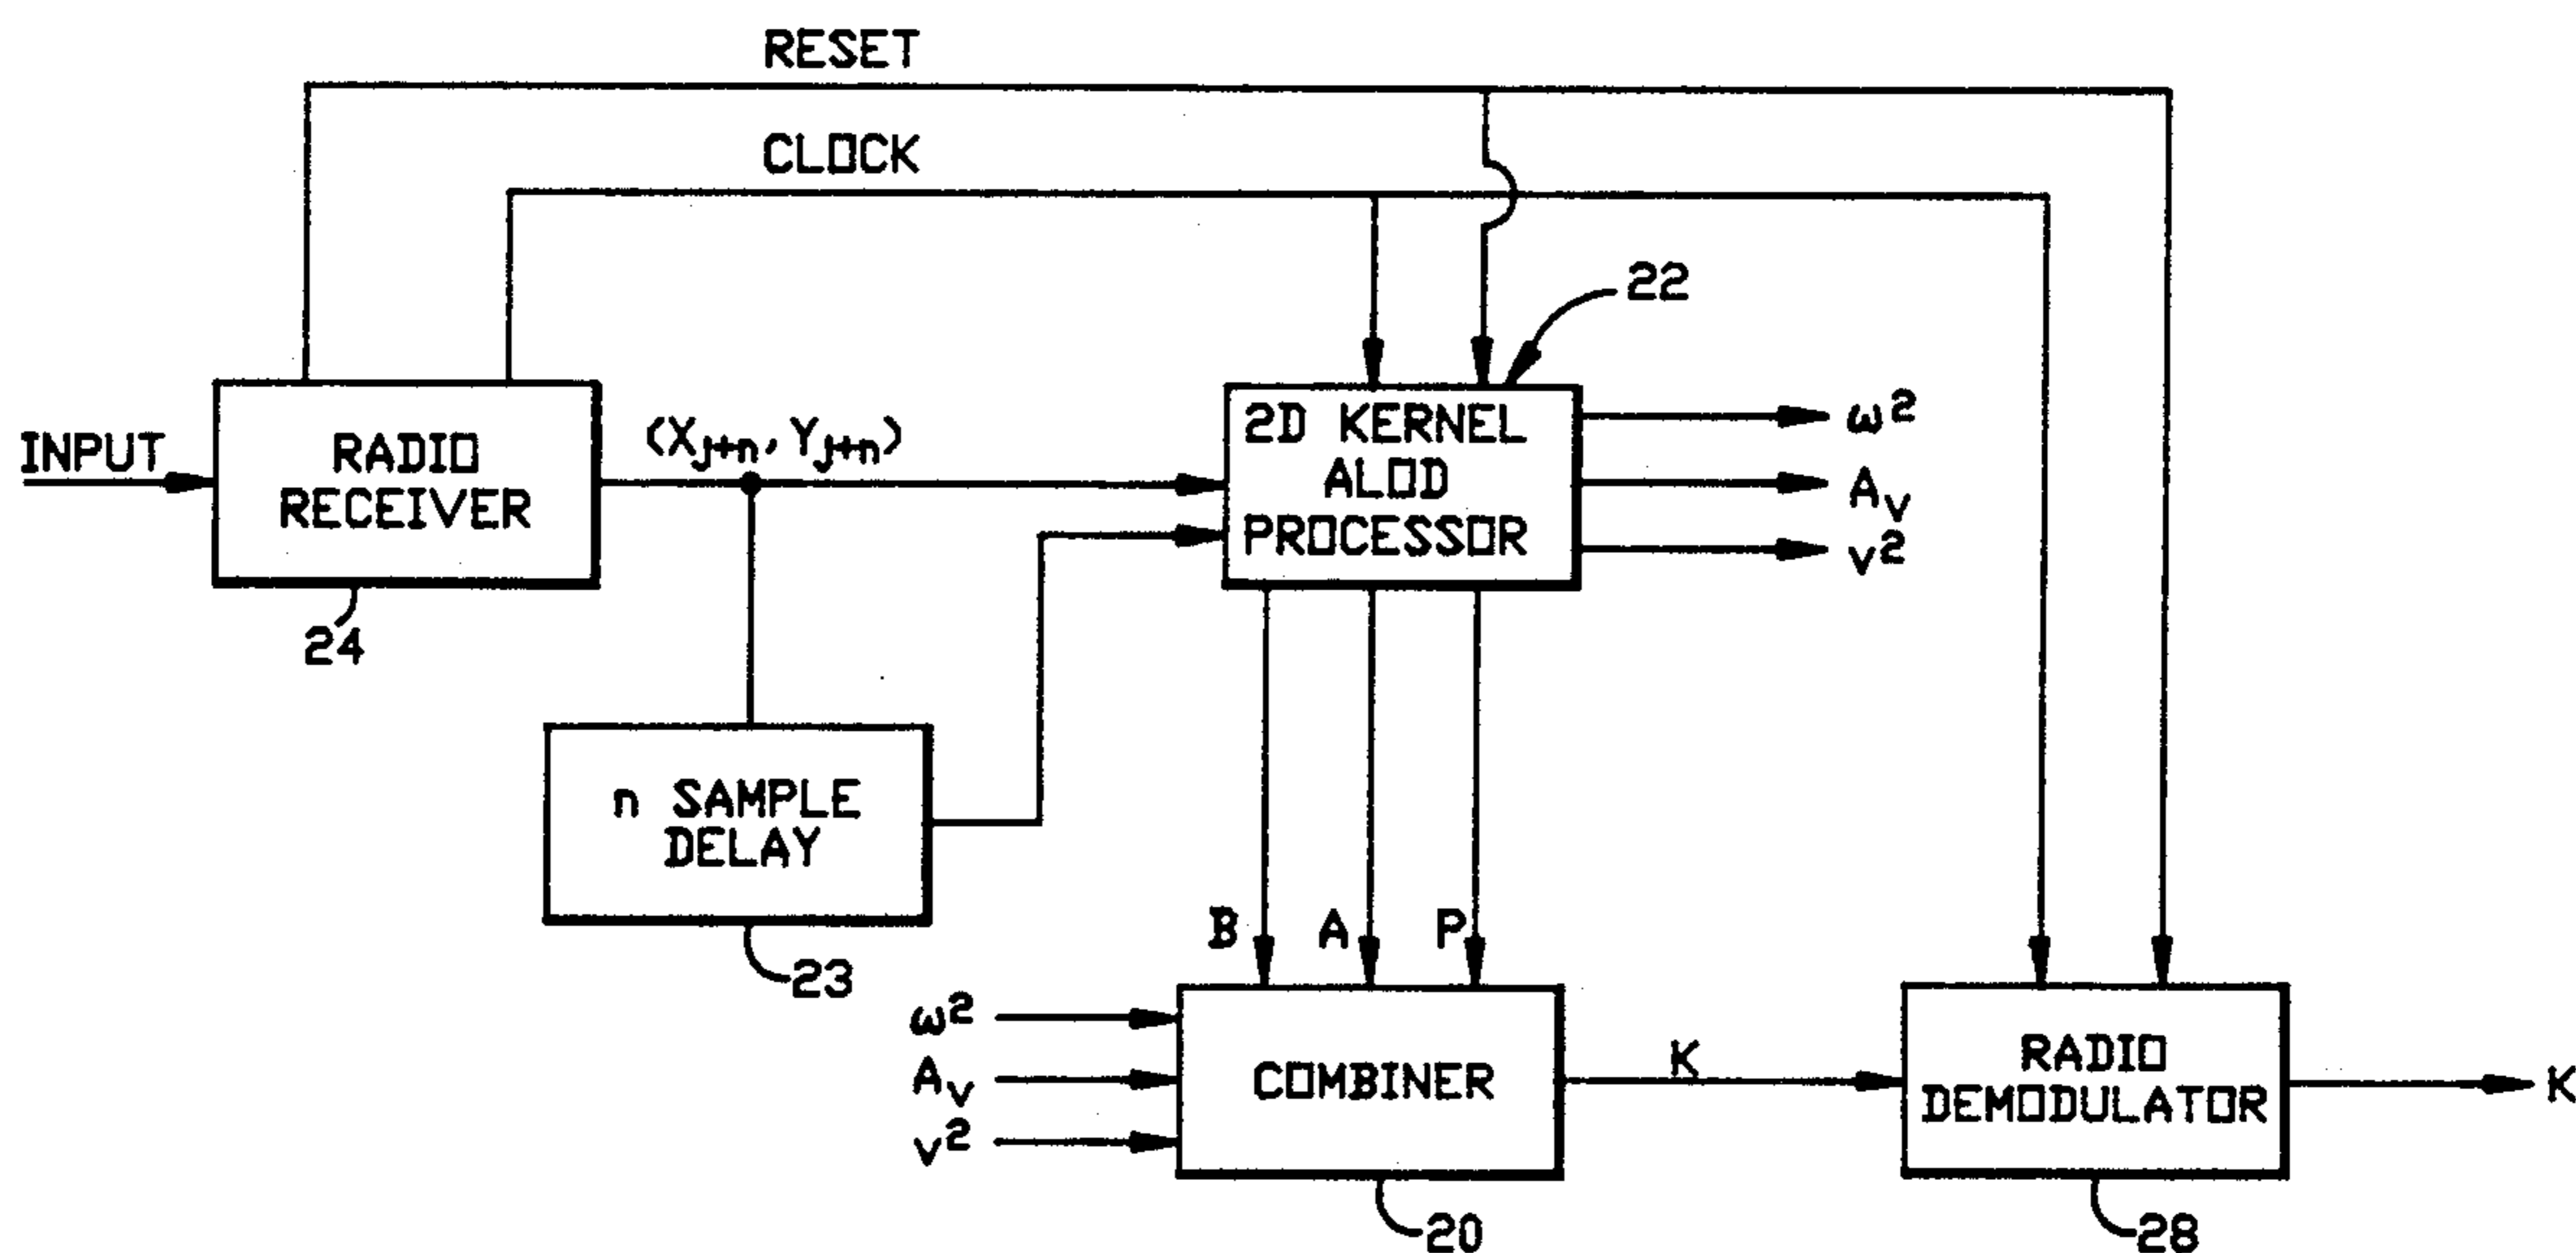 RESET
CLOCK
22
INPUT
RADIO
RECEIVER
24
(Xj+n, Yj+n)
2D KERNEL
ALOD
PROCESSOR
ω²
Av
v²
n SAMPLE
DELAY
23
B A P
ω²
Av
v²
COMBINER
20
K
RADIO
DEMODULATOR
28
K